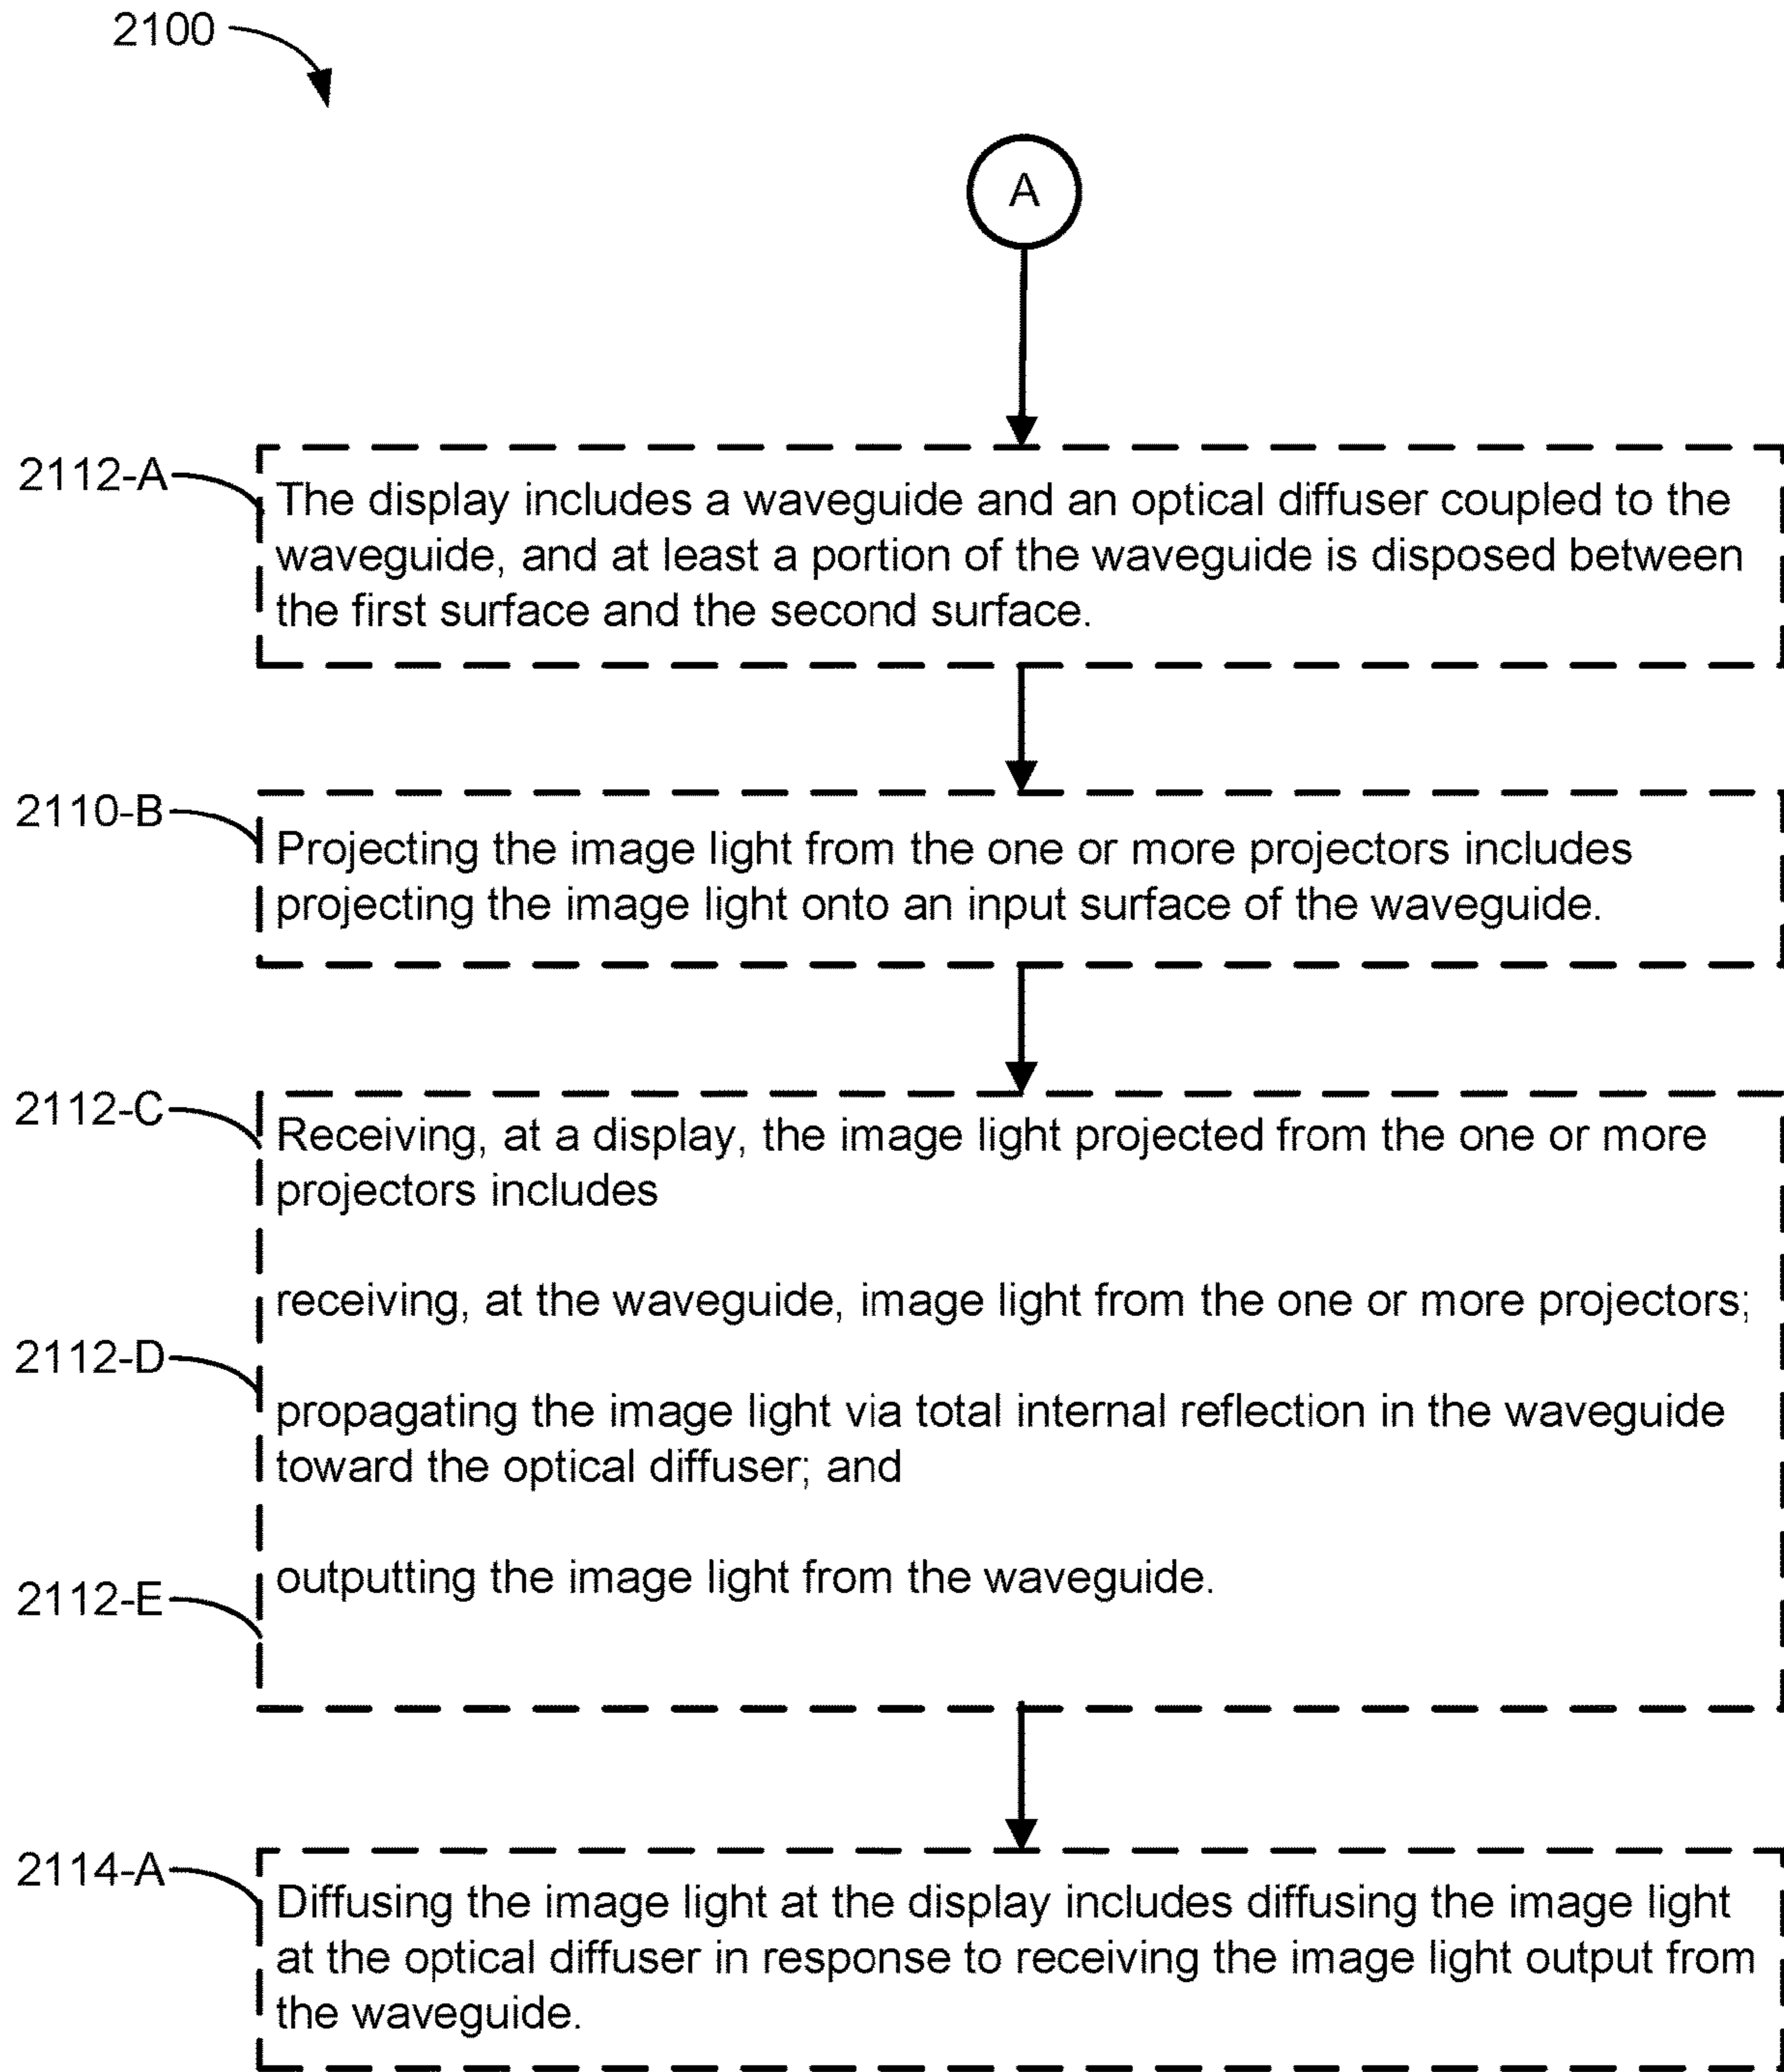 2100
A
2112-A
The display includes a waveguide and an optical diffuser coupled to the
waveguide, and at least a portion of the waveguide is disposed between
the first surface and the second surface.
2110-B
Projecting the image light from the one or more projectors includes
projecting the image light onto an input surface of the waveguide.
2112-C
Receiving, at a display, the image light projected from the one or more
projectors includes
receiving, at the waveguide, image light from the one or more projectors;
2112-D
propagating the image light via total internal reflection in the waveguide
toward the optical diffuser; and
2112-E
outputting the image light from the waveguide.
2114-A
Diffusing the image light at the display includes diffusing the image light
at the optical diffuser in response to receiving the image light output from
the waveguide.